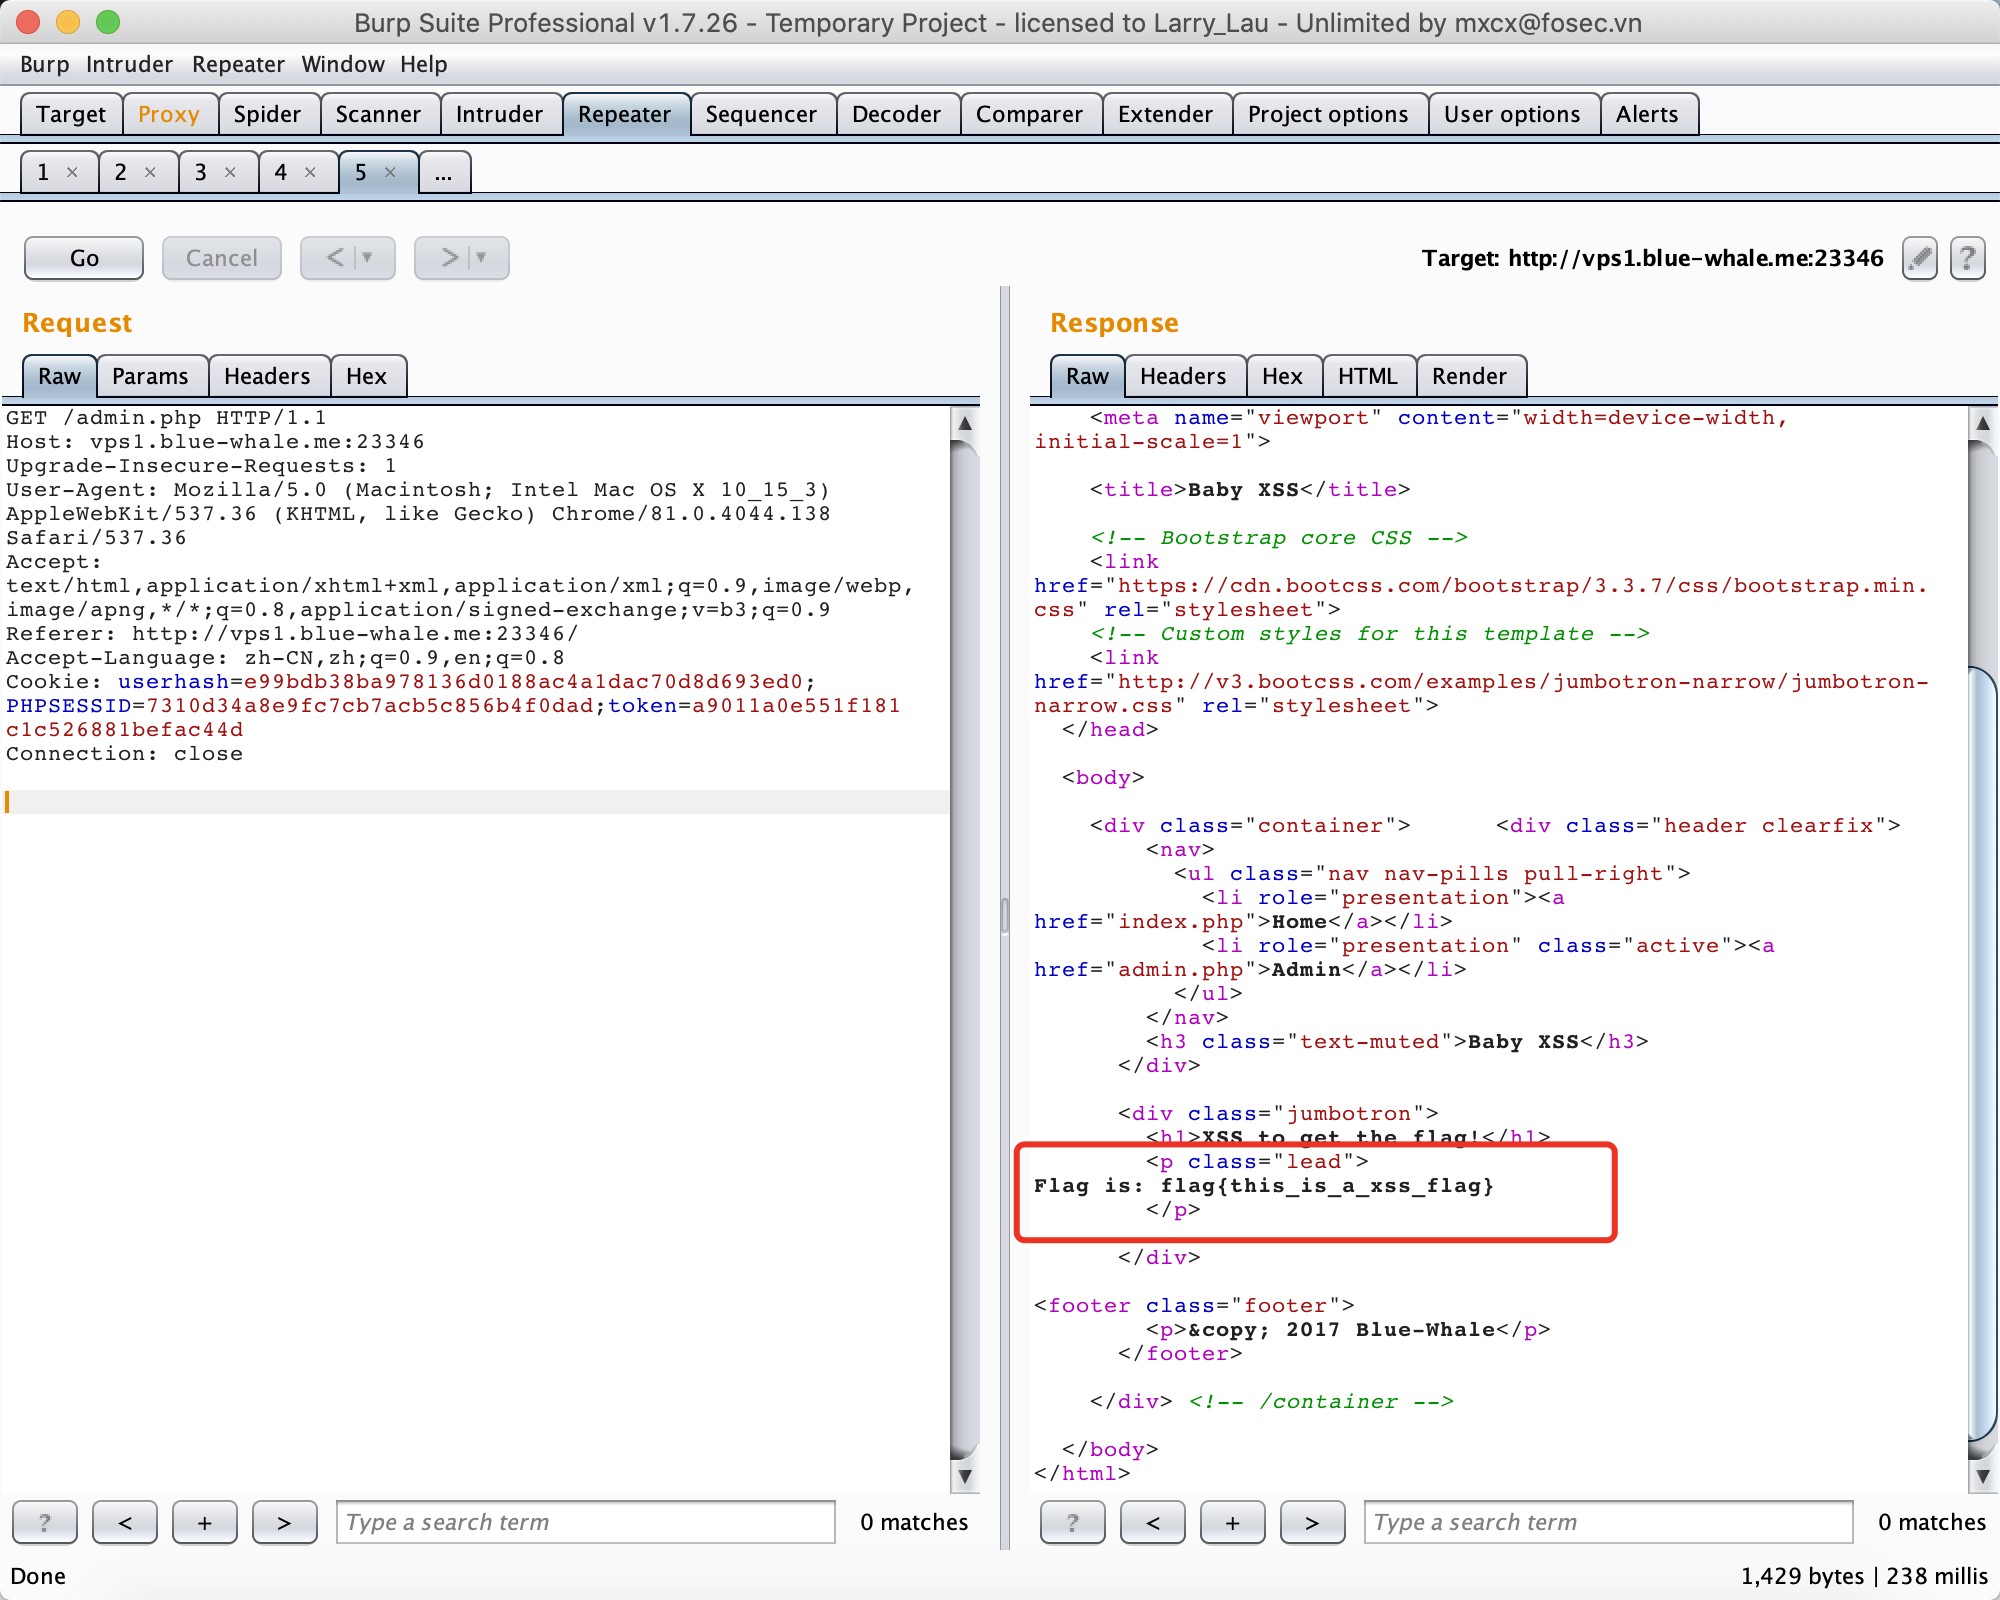 Burp Suite Professional v1.7.26 - Temporary Project - licensed to Larry_Lau - Unlimited by mxcx@fosec.vn
Burp Intruder Repeater Window Help
Target Proxy Spider Scanner Intruder Repeater Sequencer Decoder Comparer Extender Project options User options Alerts
1 × 2 × 3 × 4 × 5 × ...
Go Cancel < ▼ > ▼ Target: http://vps1.blue-whale.me:23346 ?
Request
Raw Params Headers Hex
GET /admin.php HTTP/1.1
Host: vps1.blue-whale.me:23346
Upgrade-Insecure-Requests: 1
User-Agent: Mozilla/5.0 (Macintosh; Intel Mac OS X 10_15_3)
AppleWebKit/537.36 (KHTML, like Gecko) Chrome/81.0.4044.138
Safari/537.36
Accept:
text/html,application/xhtml+xml,application/xml;q=0.9,image/webp,
image/apng,*/*;q=0.8,application/signed-exchange;v=b3;q=0.9
Referer: http://vps1.blue-whale.me:23346/
Accept-Language: zh-CN,zh;q=0.9,en;q=0.8
Cookie: userhash=e99bdb38ba978136d0188ac4a1dac70d8d693ed0;
PHPSESSID=7310d34a8e9fc7cb7acb5c856b4f0dad;token=a9011a0e551f181
c1c526881befac44d
Connection: close
? < + > Type a search term 0 matches
Response
Raw Headers Hex HTML Render
<meta name="viewport" content="width=device-width,
initial-scale=1">
<title>Baby XSS</title>
<!-- Bootstrap core CSS -->
<link
href="https://cdn.bootcss.com/bootstrap/3.3.7/css/bootstrap.min.
css" rel="stylesheet">
<!-- Custom styles for this template -->
<link
href="http://v3.bootcss.com/examples/jumbotron-narrow/jumbotron-
narrow.css" rel="stylesheet">
</head>
<body>
<div class="container"> <div class="header clearfix">
<nav>
<ul class="nav nav-pills pull-right">
<li role="presentation"><a
href="index.php">Home</a></li>
<li role="presentation" class="active"><a
href="admin.php">Admin</a></li>
</ul>
</nav>
<h3 class="text-muted">Baby XSS</h3>
</div>
<div class="jumbotron">
<h1>XSS to get the flag!</h1>
<p class="lead">
Flag is: flag{this_is_a_xss_flag}
</p>
</div>
<footer class="footer">
<p>&copy; 2017 Blue-Whale</p>
</footer>
</div> <!-- /container -->
</body>
</html>
? < + > Type a search term 0 matches
Done 1,429 bytes | 238 millis